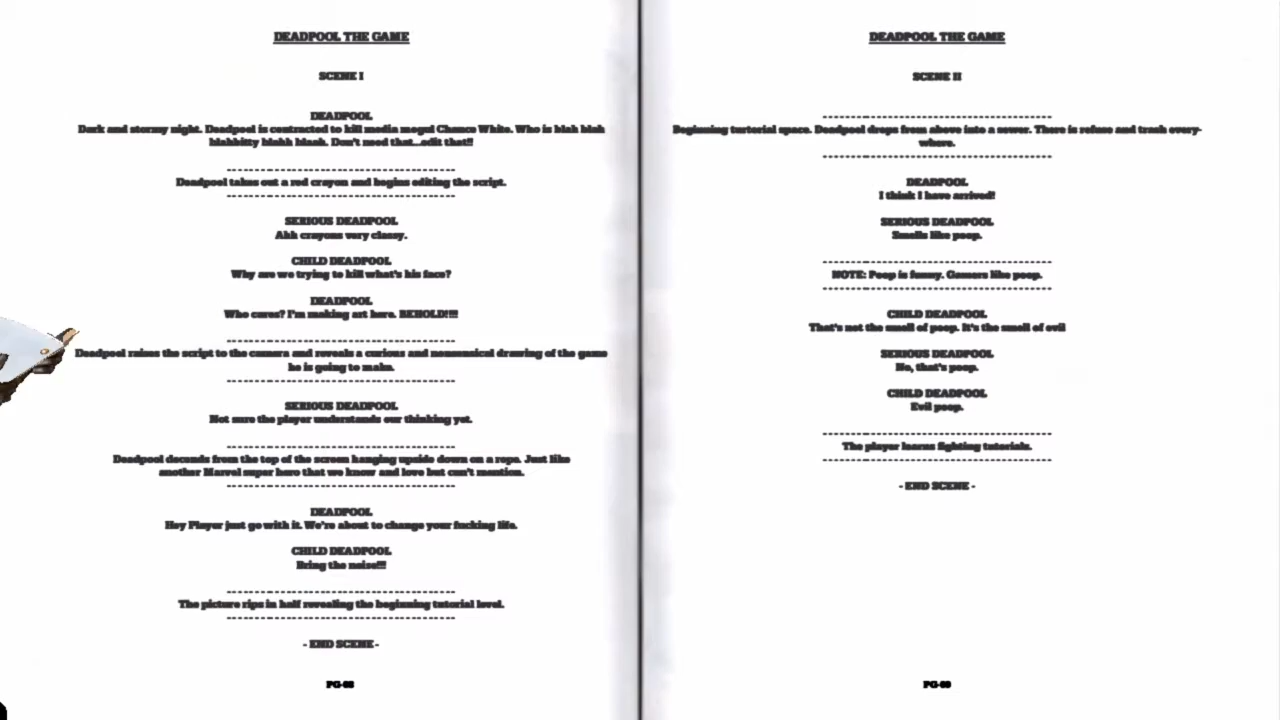 DEADPOOL THE GAME
SCENE I
DEADPOOL
Dark and stormy night. Deadpool is contracted to kill media mogul Chance White. Who is blah blah
blahbitty blahh blaah. Don't need that...edit that!!
------------------------------------
Deadpool takes out a red crayon and begins editing the script.
------------------------------------
SERIOUS DEADPOOL
Ahh crayons very classy.
CHILD DEADPOOL
Why are we trying to kill what's his face?
DEADPOOL
Who cares? I'm making art here. BEHOLD!!!!
------------------------------------
Deadpool raises the script to the camera and reveals a curious and nonsensical drawing of the game
he is going to make.
------------------------------------
SERIOUS DEADPOOL
Not sure the player understands our thinking yet.
------------------------------------
Deadpool decends from the top of the screen hanging upside down on a rope. Just like
another Marvel super hero that we know and love but can't mention.
------------------------------------
DEADPOOL
Hey Player just go with it. We're about to change your fucking life.
CHILD DEADPOOL
Bring the noise!!!
------------------------------------
The picture rips in half revealing the beginning tutorial level.
------------------------------------
- END SCENE -
PG-08
DEADPOOL THE GAME
SCENE II
------------------------------------
Beginning turtorial space. Deadpool drops from above into a sewer. There is refuse and trash every-
where.
------------------------------------
DEADPOOL
I think I have arrived!
SERIOUS DEADPOOL
Smells like poop.
------------------------------------
NOTE: Poop is funny. Gamers like poop.
------------------------------------
CHILD DEADPOOL
That's not the smell of poop. It's the smell of evil
SERIOUS DEADPOOL
No, that's poop.
CHILD DEADPOOL
Evil poop.
------------------------------------
The player learns fighting tutorials.
------------------------------------
- END SCENE -
PG-09